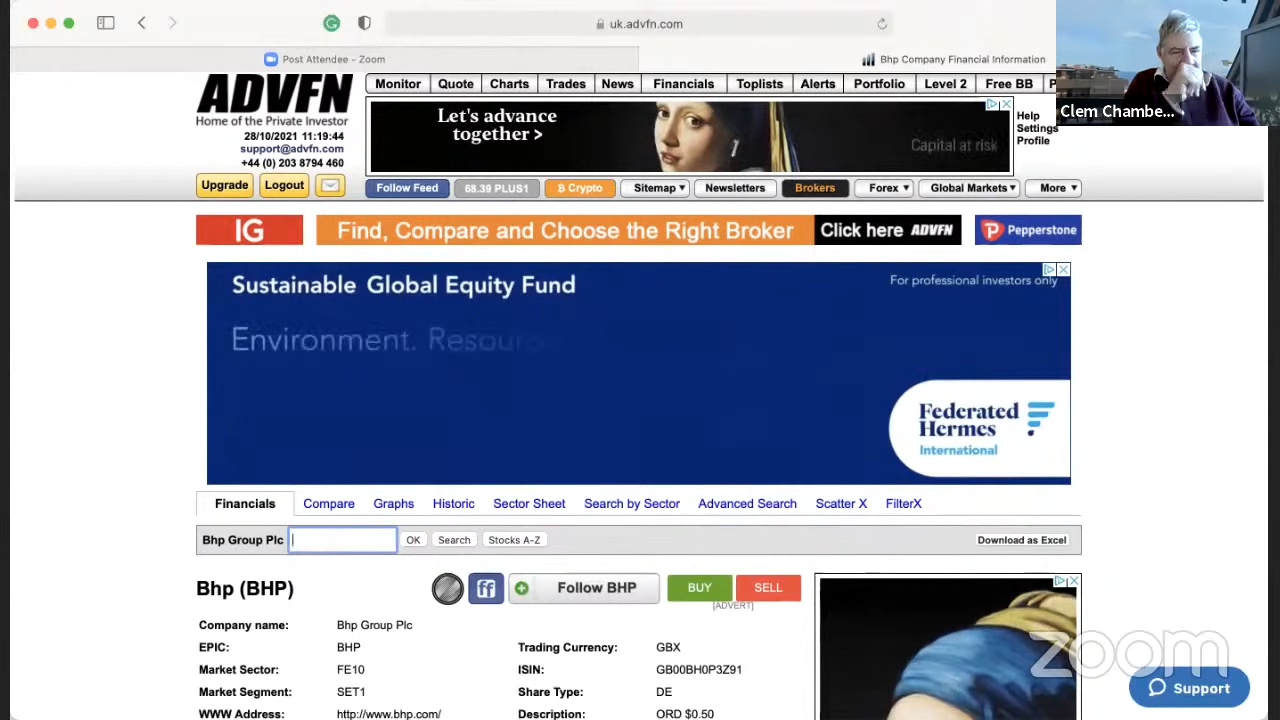 uk.advfn.com
Post Attendee - Zoom
Bhp Company Financial Information
Clem Chambe...
ADVFN
Home of the Private Investor
28/10/2021 11:19:44
support@advfn.com
+44 (0) 203 8794 460
Upgrade
Logout
Monitor Quote Charts Trades News Financials Toplists Alerts Portfolio Level 2 Free BB P
Let's advance
together >
Capital at risk
Help
Settings
Profile
Follow Feed 68.39 PLUS1 ₿ Crypto Sitemap ▾ Newsletters Brokers Forex ▾ Global Markets ▾ More ▾
IG
Find, Compare and Choose the Right Broker Click here ADVFN
Pepperstone
Sustainable Global Equity Fund
For professional investors only
Environment. Resou
Federated
Hermes
International
Financials Compare Graphs Historic Sector Sheet Search by Sector Advanced Search Scatter X FilterX
Bhp Group Plc OK Search Stocks A-Z Download as Excel
Bhp (BHP)
Follow BHP
BUY SELL
[ADVERT]
Company name: Bhp Group Plc
EPIC: BHP Trading Currency: GBX
Market Sector: FE10 ISIN: GB00BH0P3Z91
Market Segment: SET1 Share Type: DE
WWW Address: http://www.bhp.com/ Description: ORD $0.50
zoom
Support